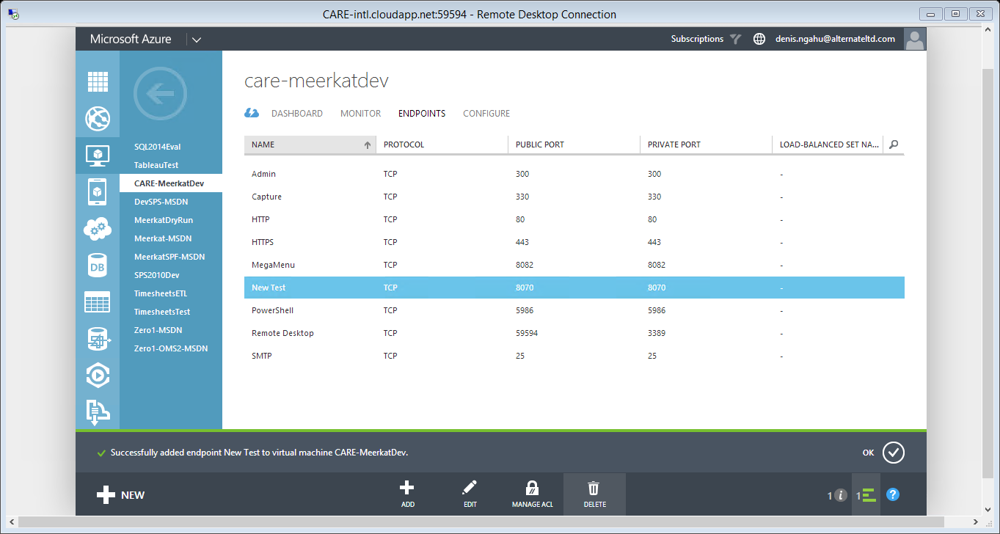 CARE-intl.cloudapp.net:59594 - Remote Desktop Connection
Microsoft Azure
Subscriptions
denis.ngahu@alternateltd.com
SQL2014Eval
TableauTest
CARE-MeerkatDev
DevSPS-MSDN
MeerkatDryRun
Meerkat-MSDN
MeerkatSPF-MSDN
SPS2010Dev
TimesheetsETL
TimesheetsTest
Zero1-MSDN
Zero1-OMS2-MSDN
DB
care-meerkatdev
DASHBOARD MONITOR ENDPOINTS CONFIGURE
NAME PROTOCOL PUBLIC PORT PRIVATE PORT LOAD-BALANCED SET NA...
Admin TCP 300 300 -
Capture TCP 330 330 -
HTTP TCP 80 80 -
HTTPS TCP 443 443 -
MegaMenu TCP 8082 8082 -
New Test TCP 8070 8070 -
PowerShell TCP 5986 5986 -
Remote Desktop TCP 59594 3389 -
SMTP TCP 25 25 -
Successfully added endpoint New Test to virtual machine CARE-MeerkatDev.
OK
NEW
ADD
EDIT
MANAGE ACL
DELETE
1 i
1
?